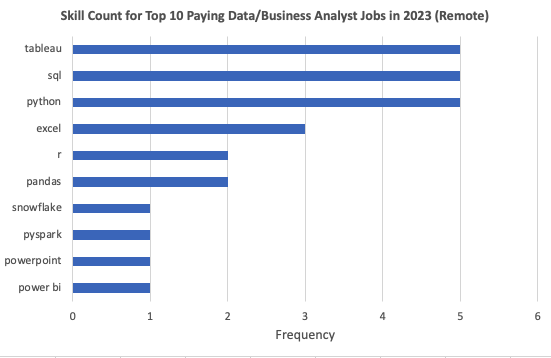 Skill Count for Top 10 Paying Data/Business Analyst Jobs in 2023 (Remote)
tableau
sql
python
excel
r
pandas
snowflake
pyspark
powerpoint
power bi
0 1 2 3 4 5 6
Frequency